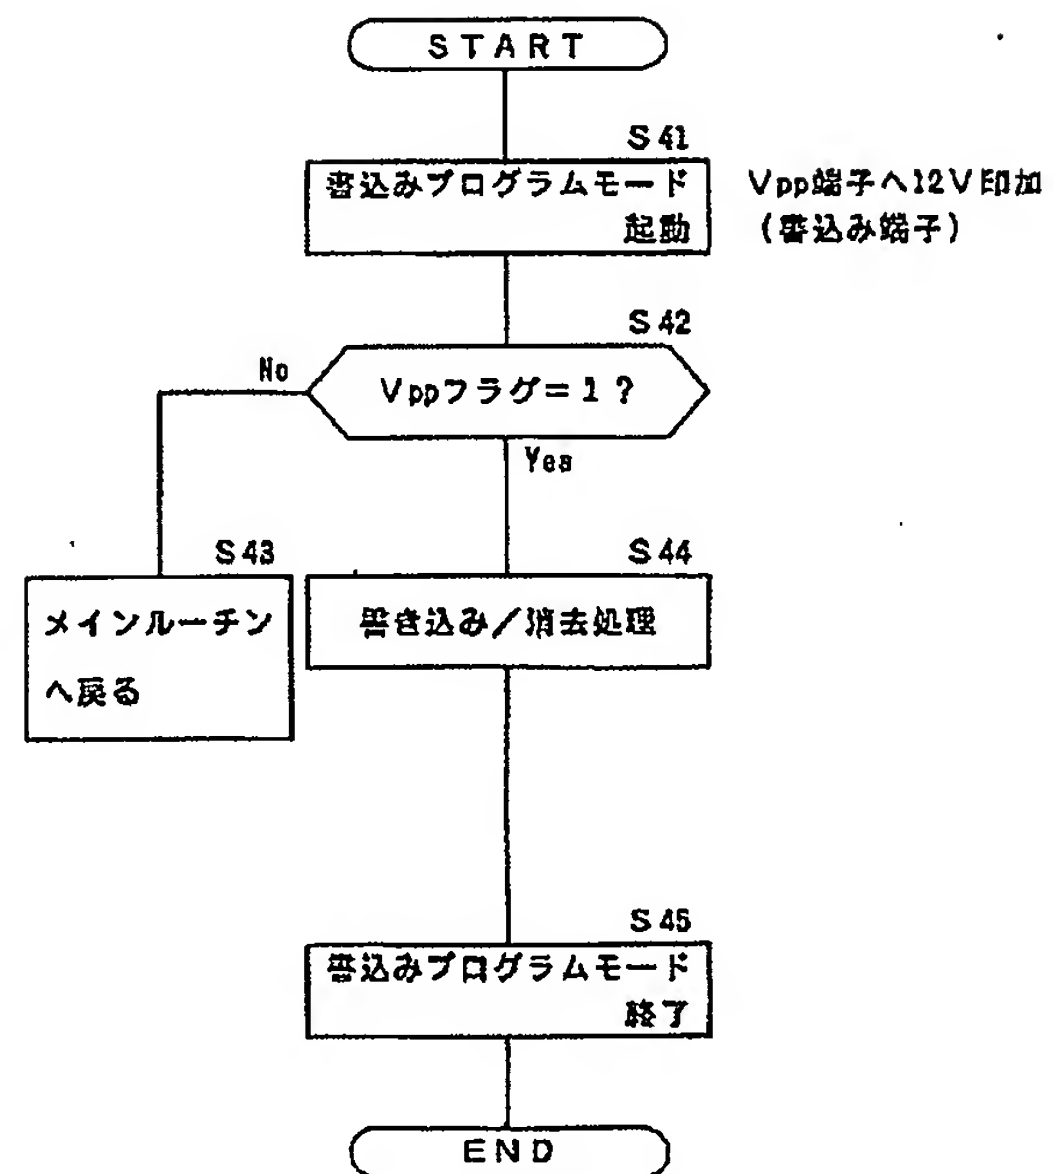 START
S41
書込みプログラムモード
起動
Vpp端子へ12V印加
(書込み端子)
S42
Vppフラグ=1?
No
Yes
S43
メインルーチン
へ戻る
S44
書き込み/消去処理
S45
書込みプログラムモード
終了
END